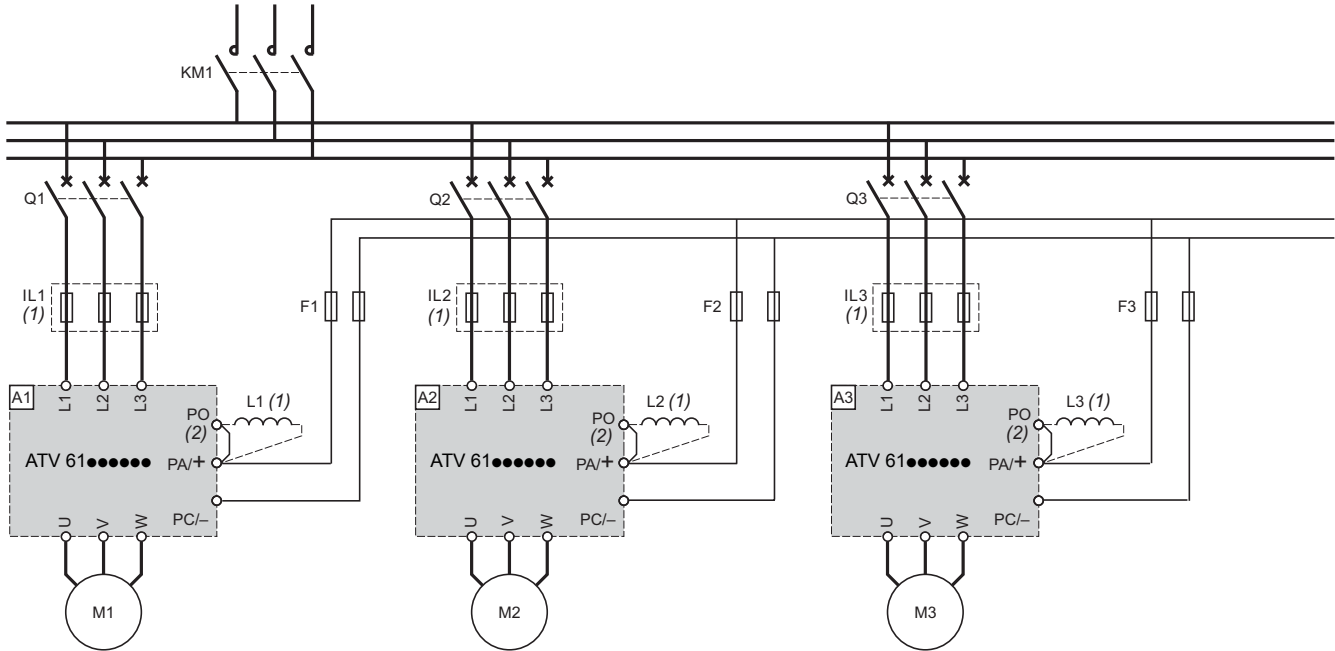 KM1
Q1
Q2
Q3
IL1
(1)
F1
IL2
(1)
F2
IL3
(1)
F3
A1
L1
L2
L3
PO
(2)
L1 (1)
ATV 61●●●●●●
PA/+
PC/–
U
V
W
M1
A2
L1
L2
L3
PO
(2)
L2 (1)
ATV 61●●●●●●
PA/+
PC/–
U
V
W
M2
A3
L1
L2
L3
PO
(2)
L3 (1)
ATV 61●●●●●●
PA/+
PC/–
U
V
W
M3